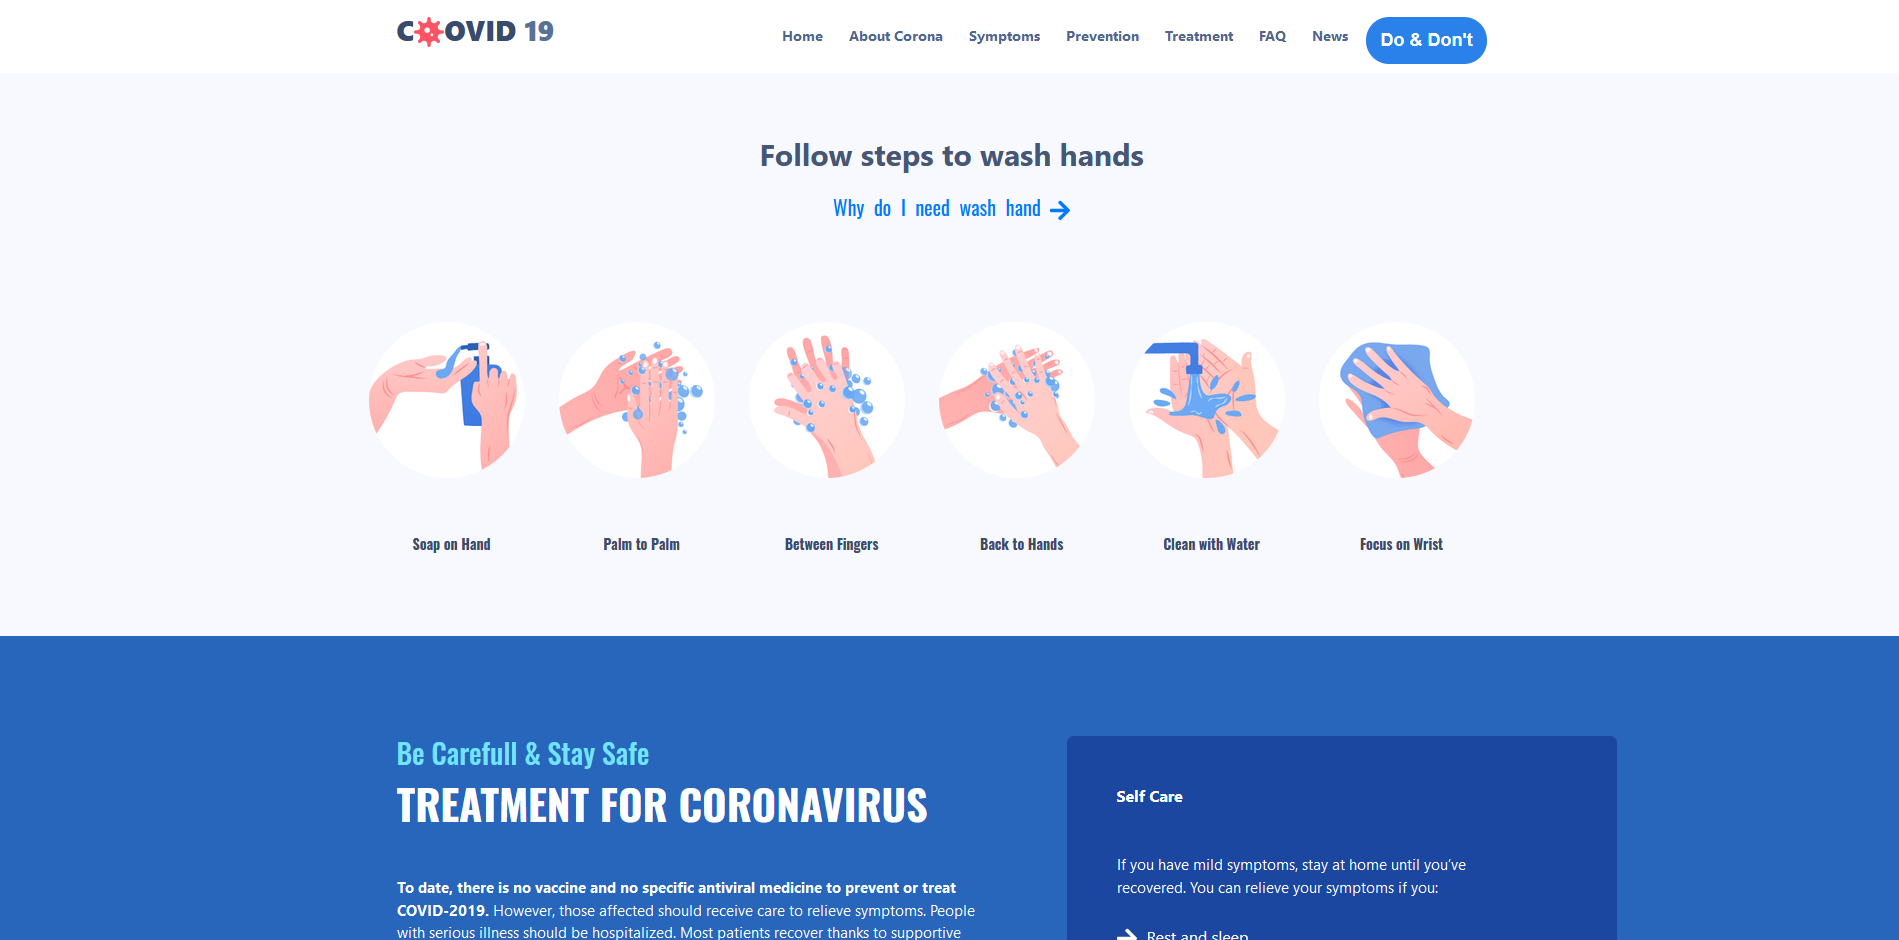 COVID 19
Home About Corona Symptoms Prevention Treatment FAQ News Do & Don't
Follow steps to wash hands
Why do I need wash hand
Soap on Hand
Palm to Palm
Between Fingers
Back to Hands
Clean with Water
Focus on Wrist
Be Carefull & Stay Safe
TREATMENT FOR CORONAVIRUS
To date, there is no vaccine and no specific antiviral medicine to prevent or treat
COVID-2019. However, those affected should receive care to relieve symptoms. People
with serious illness should be hospitalized. Most patients recover thanks to supportive
Self Care
If you have mild symptoms, stay at home until you’ve
recovered. You can relieve your symptoms if you:
Rest and sleep